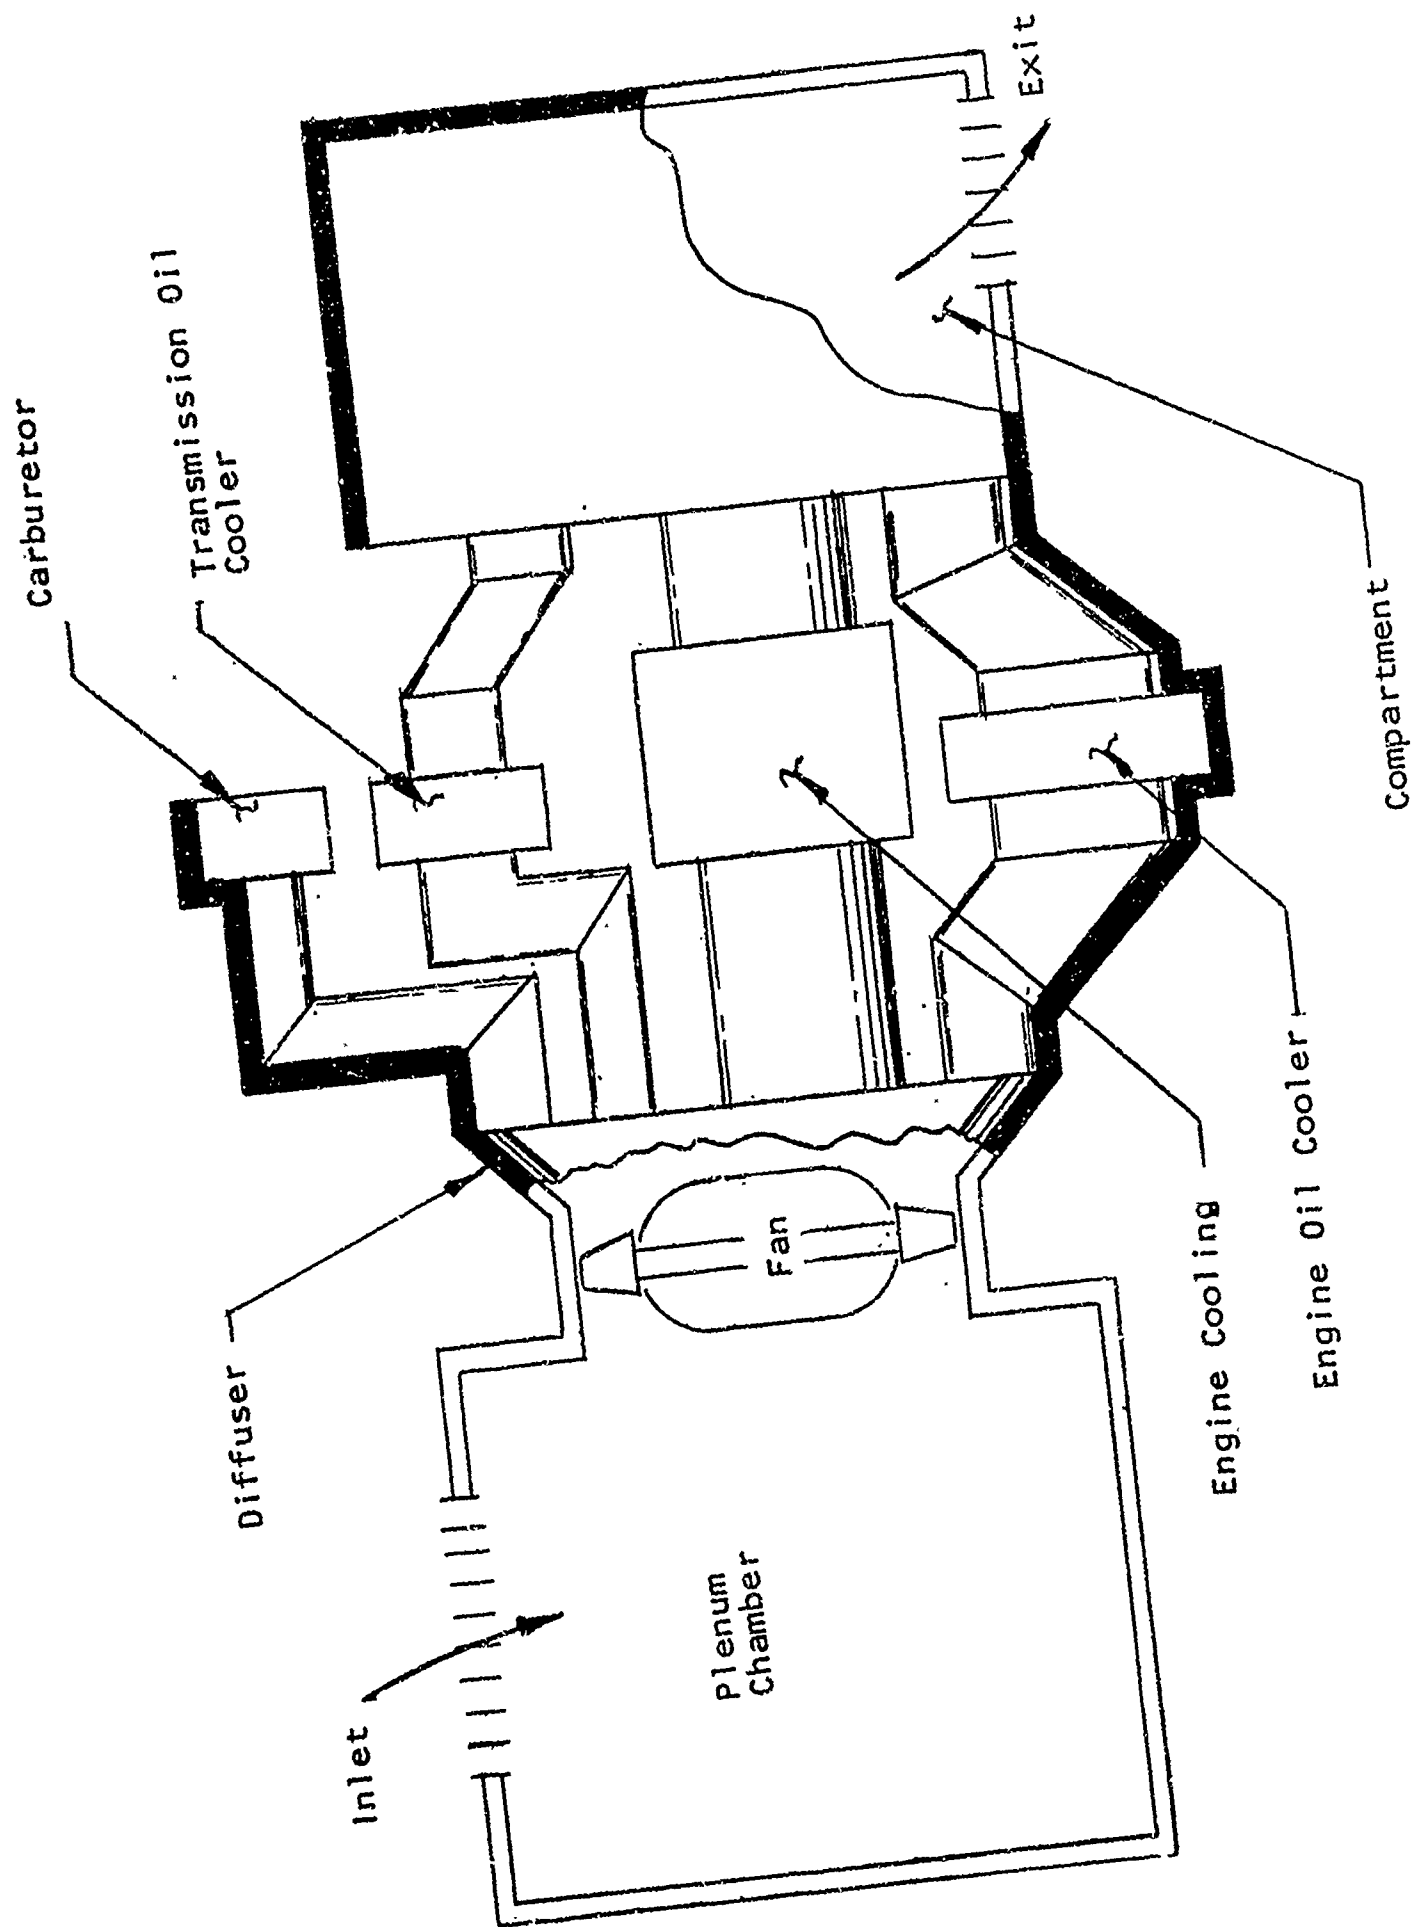 Carburetor
Transmission Oil
Cooler
Exit
Diffuser
Inlet
Fan
Plenum
Chamber
Compartment
Engine Cooling
Engine Oil Cooler